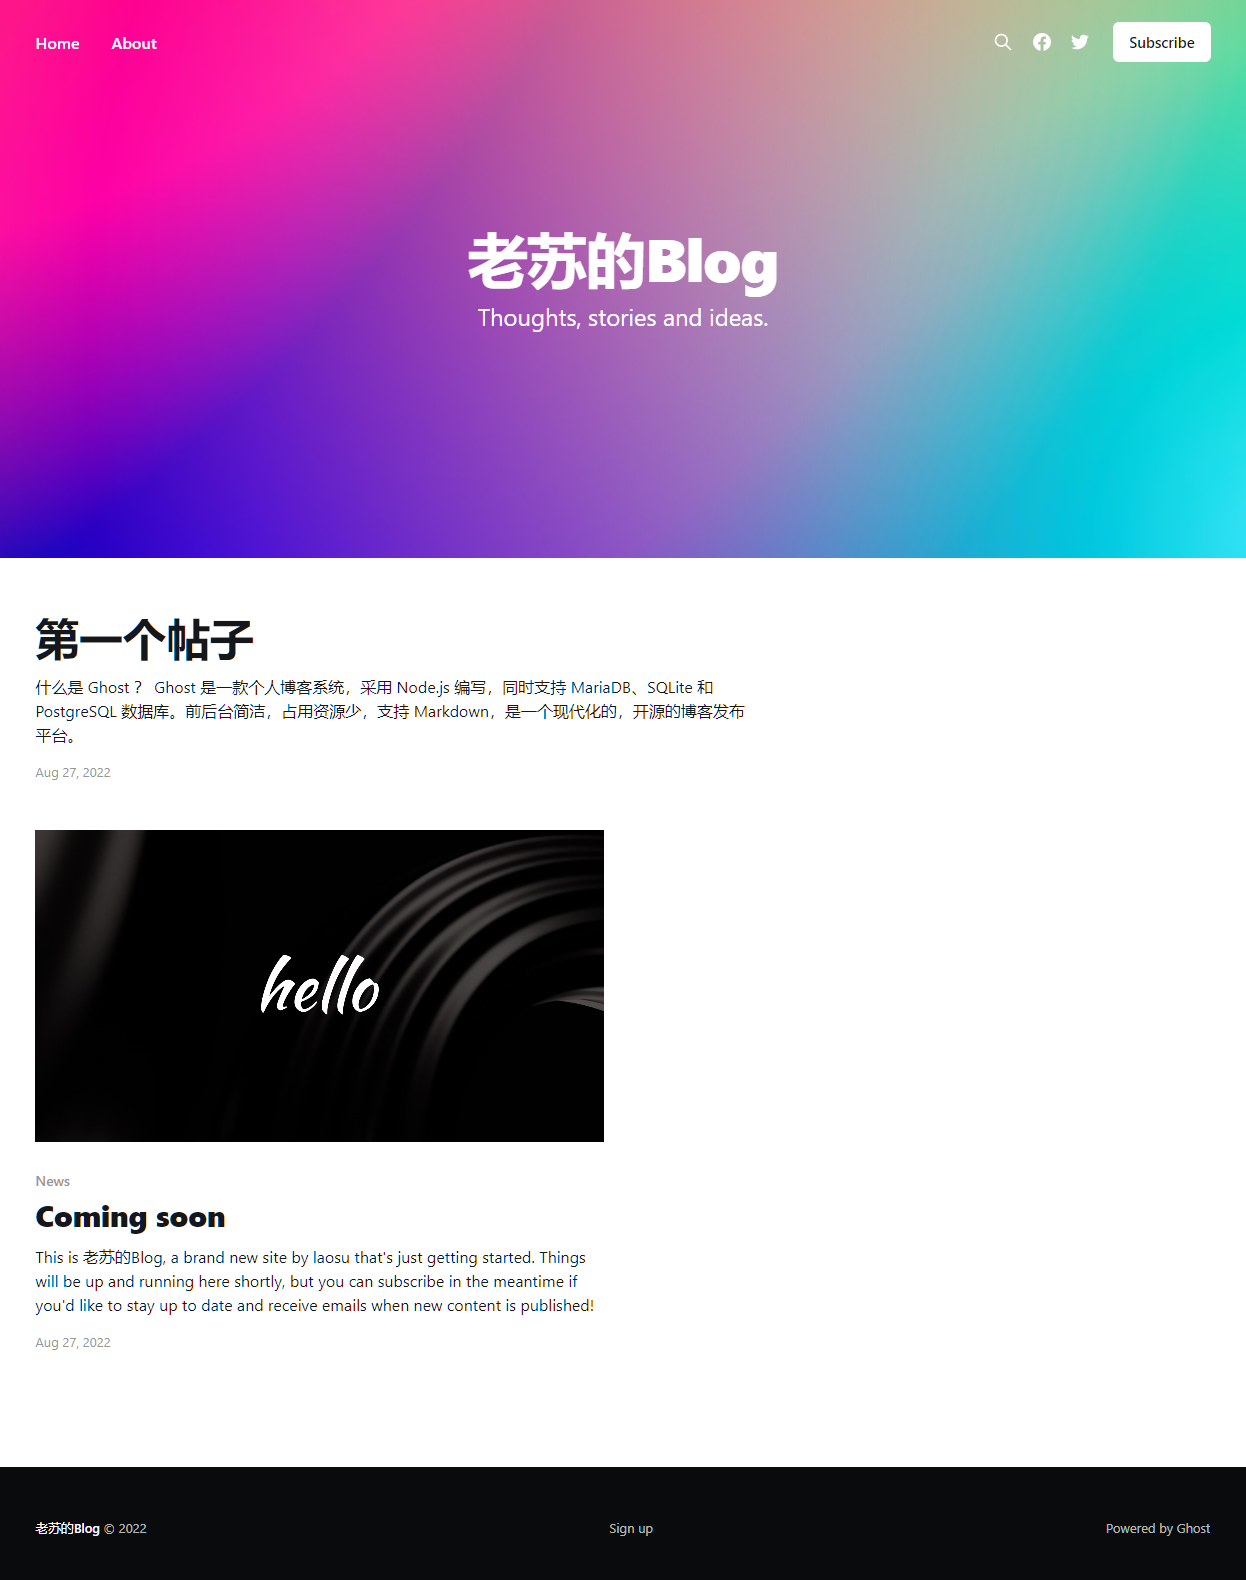 Home About Subscribe
老苏的Blog
Thoughts, stories and ideas.
第一个帖子
什么是 Ghost ？ Ghost 是一款个人博客系统，采用 Node.js 编写，同时支持 MariaDB、SQLite 和
PostgreSQL 数据库。前后台简洁，占用资源少，支持 Markdown，是一个现代化的，开源的博客发布
平台。
Aug 27, 2022
hello
News
Coming soon
This is 老苏的Blog, a brand new site by laosu that's just getting started. Things
will be up and running here shortly, but you can subscribe in the meantime if
you'd like to stay up to date and receive emails when new content is published!
Aug 27, 2022
老苏的Blog © 2022 Sign up Powered by Ghost